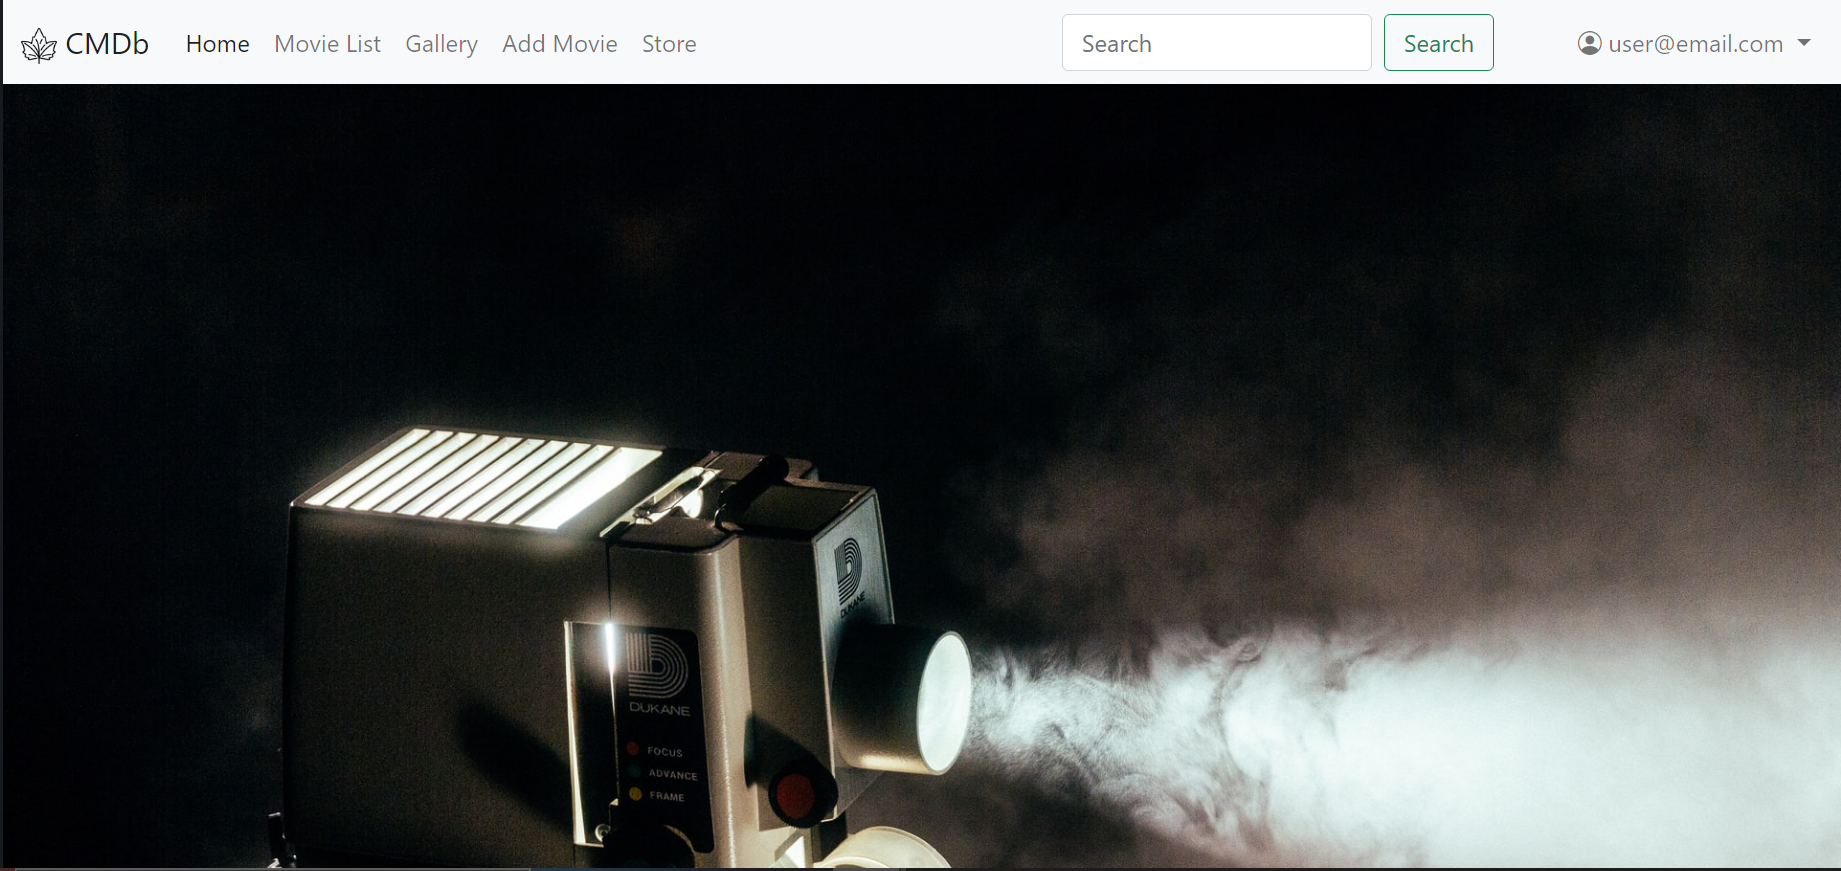 CMDb Home Movie List Gallery Add Movie Store Search Search user@email.com
DUKANE
DUKANE
FOCUS
ADVANCE
FRAME